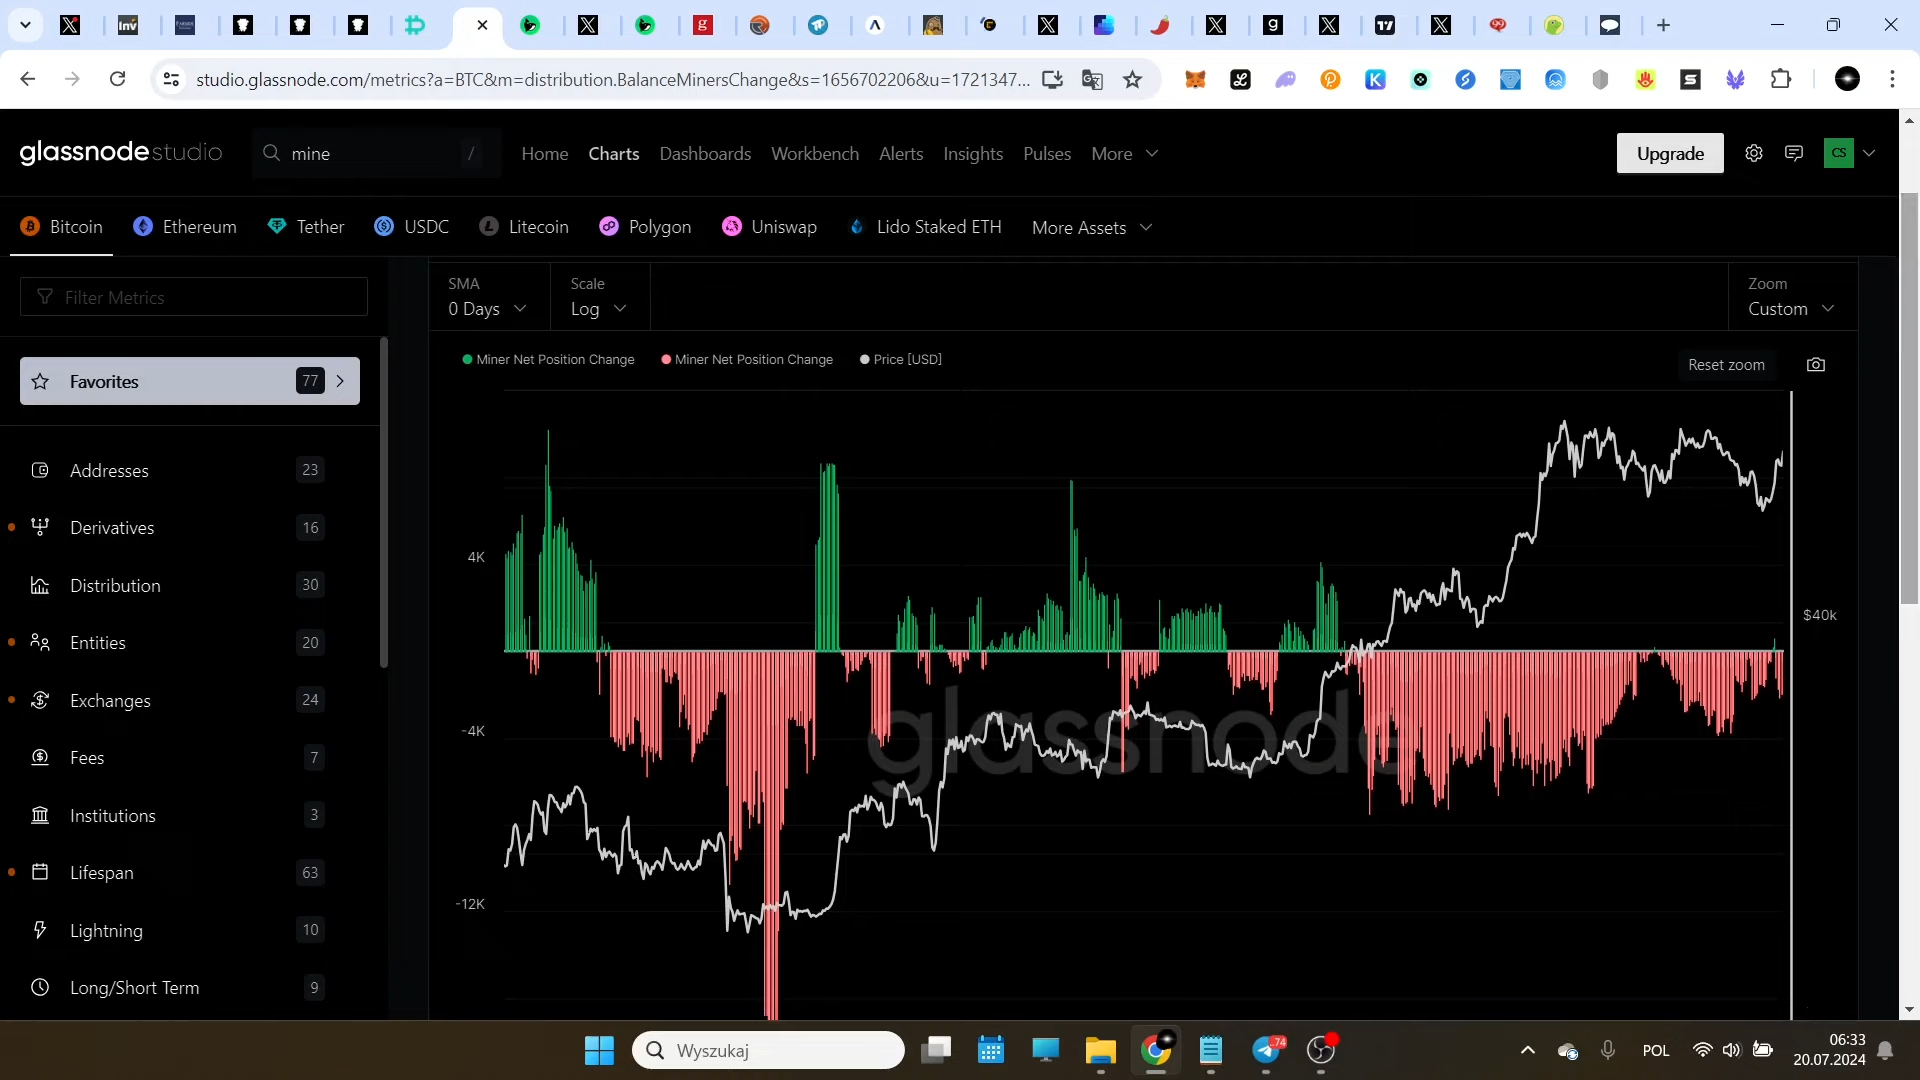 studio.glassnode.com/metrics?a=BTC&m=distribution.BalanceMinersChange&s=1656702206&u=1721347...
glassnodestudio
mine /
Home Charts Dashboards Workbench Alerts Insights Pulses More
Upgrade
CS
Bitcoin Ethereum Tether USDC Litecoin Polygon Uniswap Lido Staked ETH More Assets
Filter Metrics
SMA
0 Days
Scale
Log
Zoom
Custom
Favorites 77
Addresses 23
Derivatives 16
Distribution 30
Entities 20
Exchanges 24
Fees 7
Institutions 3
Lifespan 63
Lightning 10
Long/Short Term 9
Miner Net Position Change Miner Net Position Change Price [USD]
Reset zoom
4K
-4K
-12K
$40k
glassnode
Wyszukaj
74
POL
06:33
20.07.2024